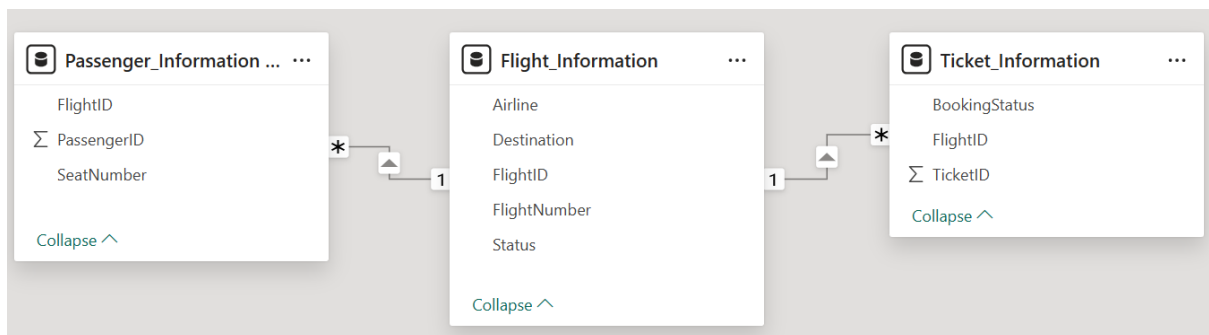 Passenger_Information ... ...
FlightID
Σ PassengerID
SeatNumber
Collapse
* 1
Flight_Information ...
Airline
Destination
FlightID
FlightNumber
Status
Collapse
1 *
Ticket_Information ...
BookingStatus
FlightID
Σ TicketID
Collapse